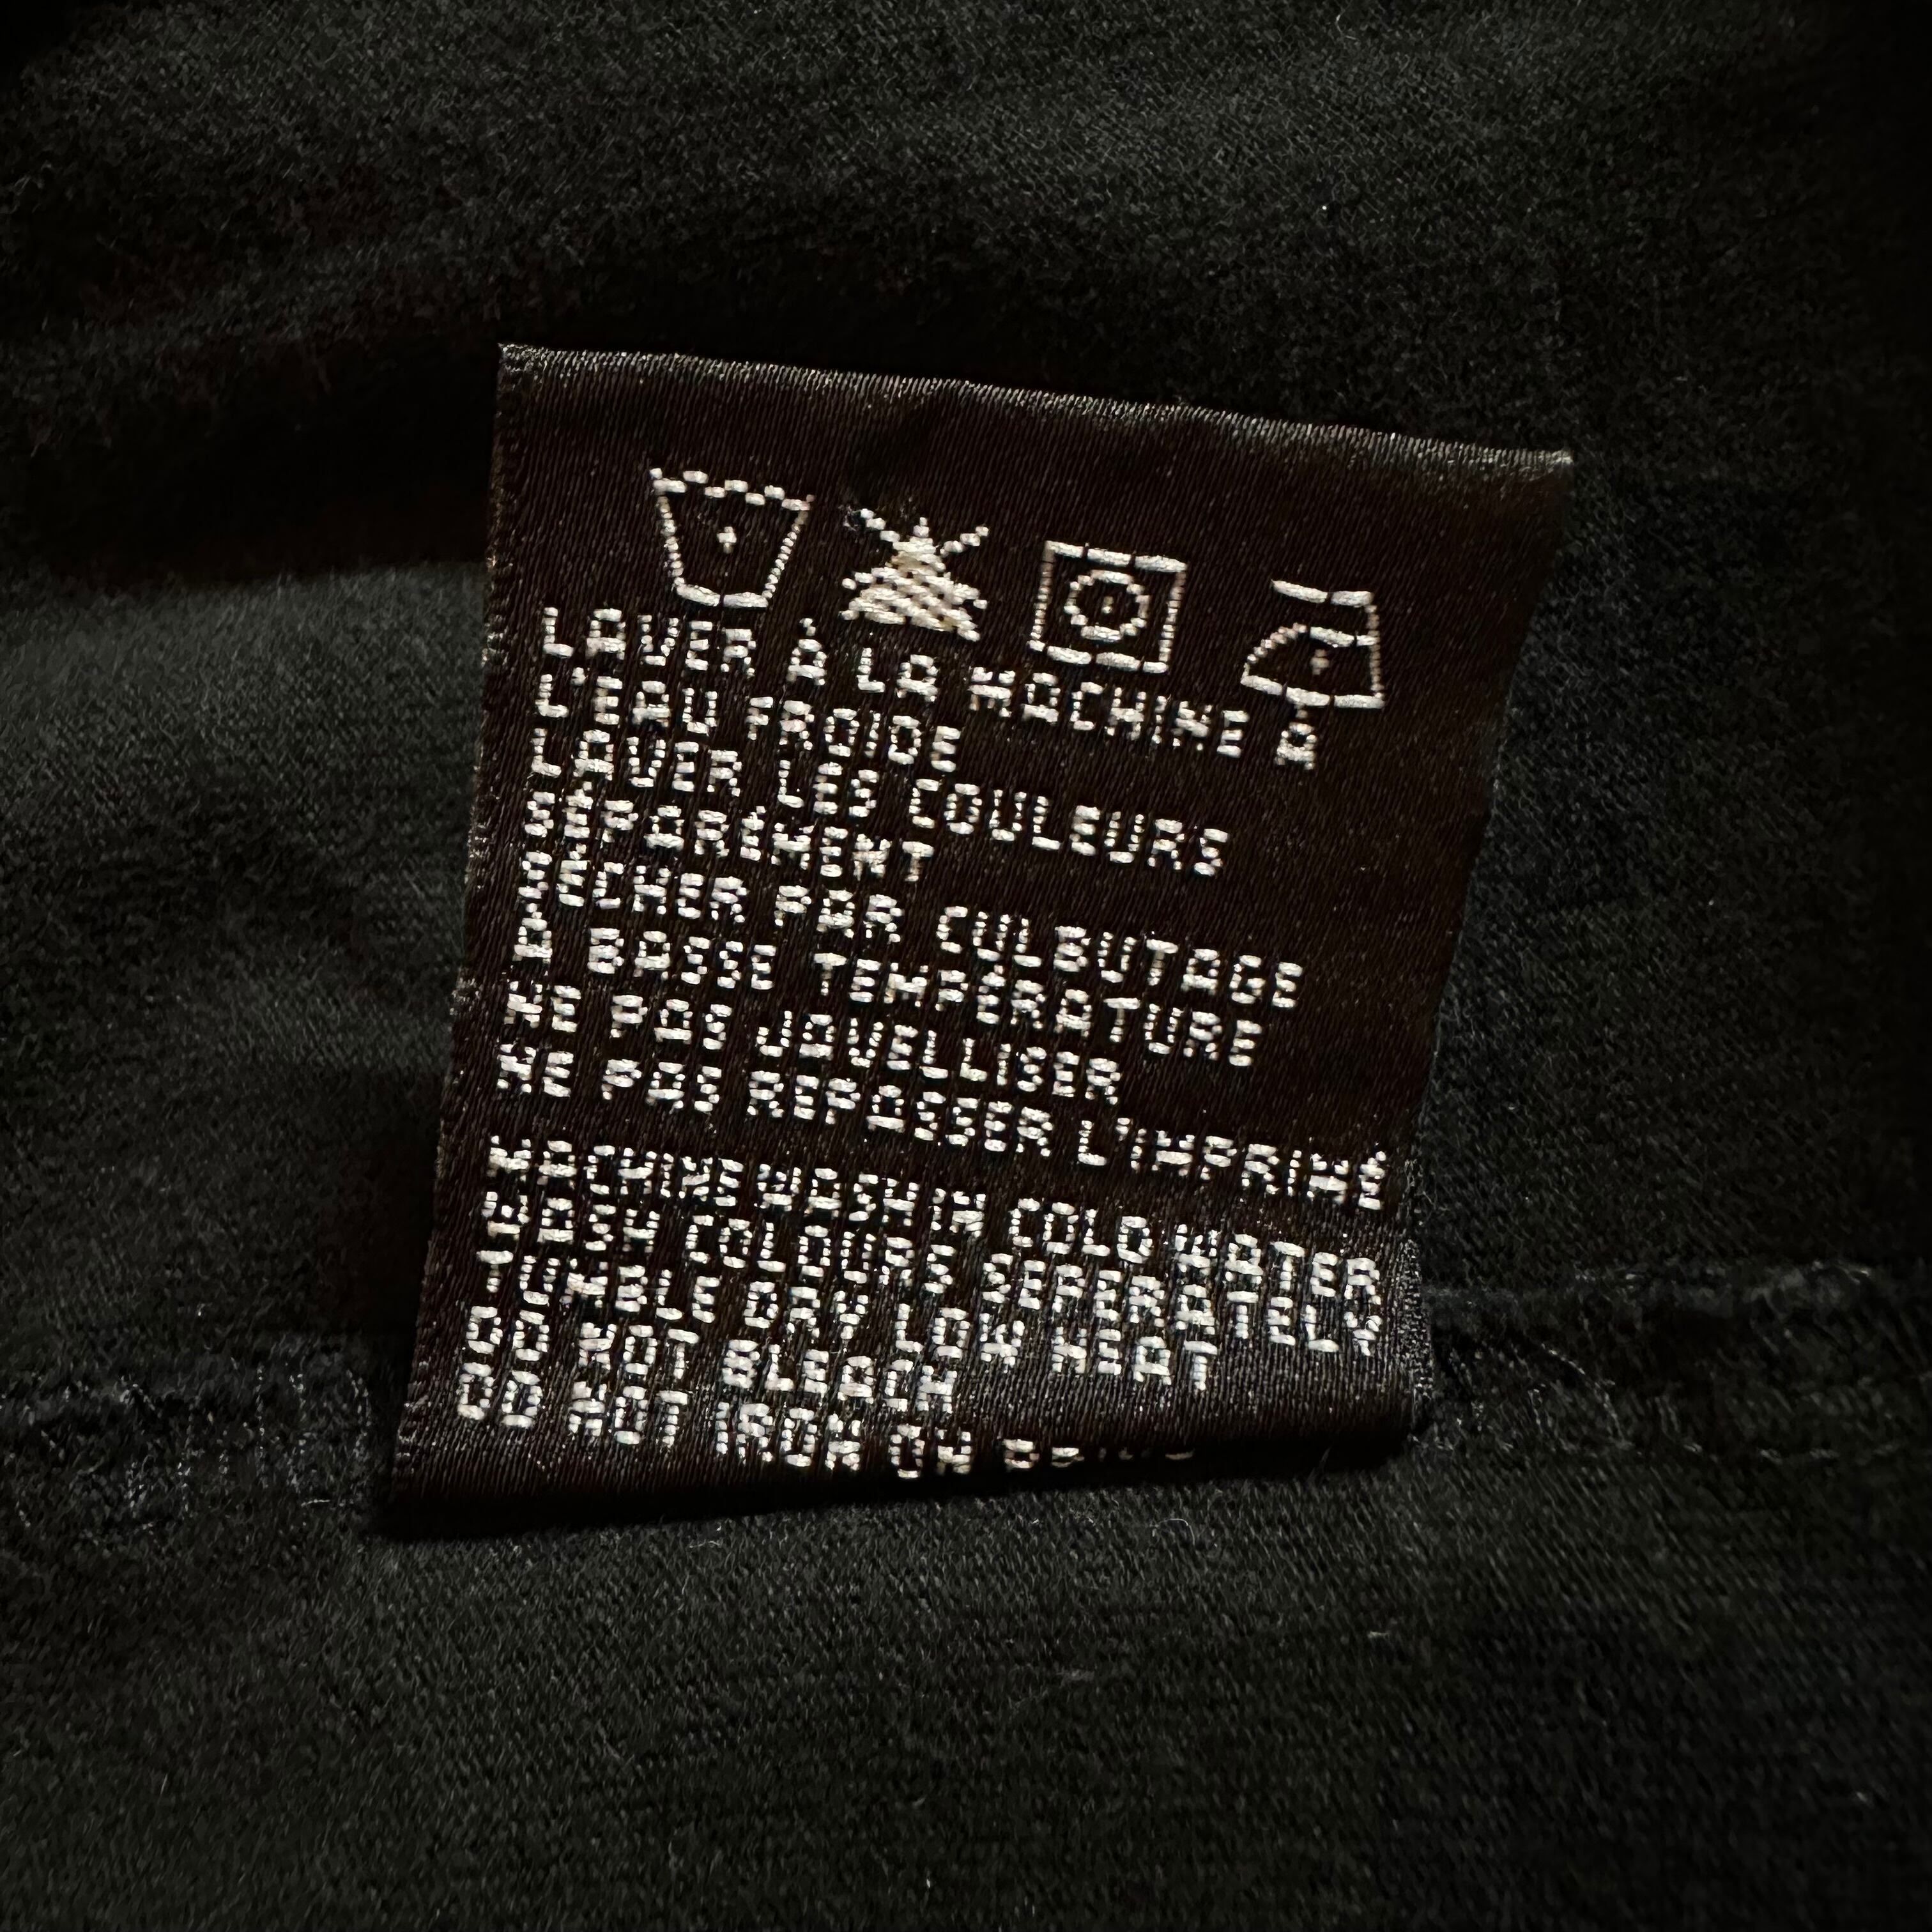 LAVER À LA MACHINE À
L'EAU FROIDE
LAVER LES COULEURS
SÉPARÉMENT
SÉCHER PAR CULBUTAGE
À BASSE TEMPÉRATURE
NE PAS JAVELLISER
NE PAS REPASSER L'IMPRIMÉ
MACHINE WASH IN COLD WATER
WASH COLOURS SEPERATELY
TUMBLE DRY LOW HEAT
DO NOT BLEACH
DO NOT IRON ON